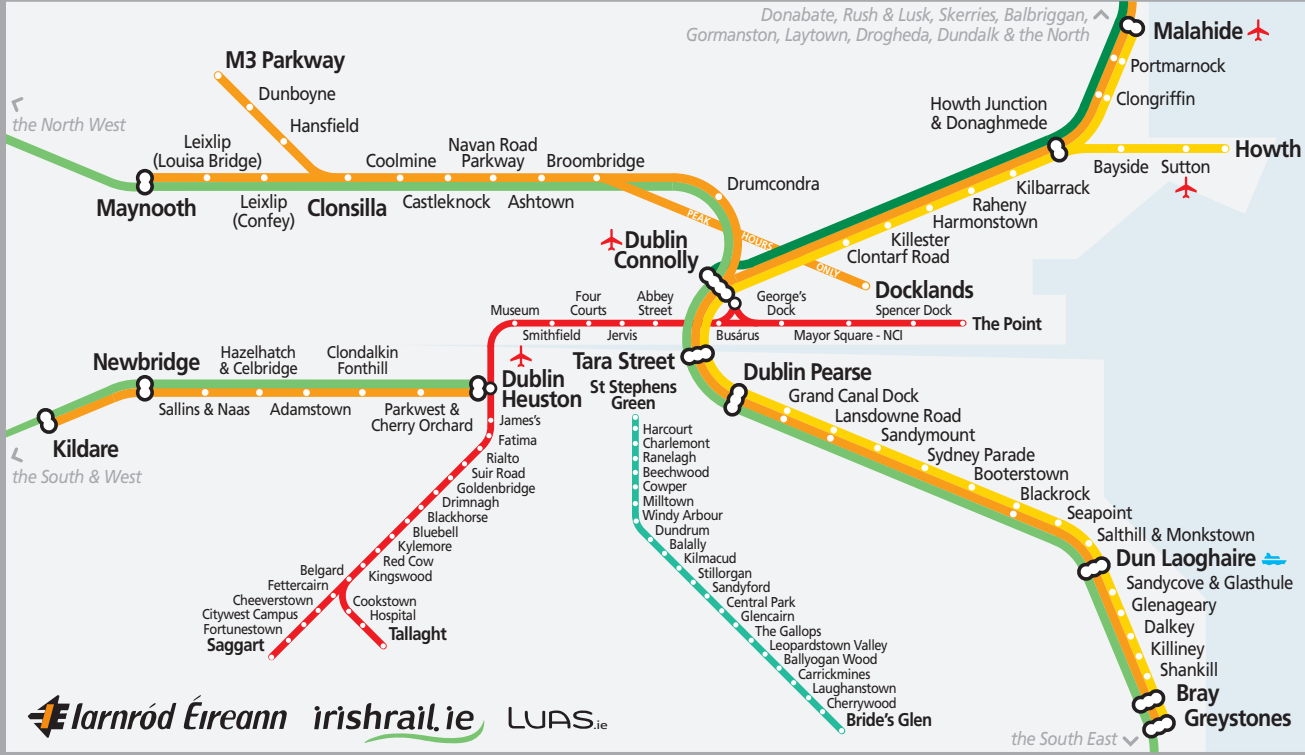 Donabate, Rush & Lusk, Skerries, Balbriggan,
Gormanston, Laytown, Drogheda, Dundalk & the North
Malahide
Portmarnock
Clongriffin
Howth Junction
& Donaghmede
Howth
Bayside
Sutton
Kilbarrack
Raheny
Harmonstown
Killester
Clontarf Road
M3 Parkway
Dunboyne
Hansfield
the North West
Leixlip
(Louisa Bridge)
Maynooth
Leixlip
(Confey)
Clonsilla
Coolmine
Castleknock
Navan Road
Parkway
Ashtown
Broombridge
Drumcondra
PEAK
HOURS
ONLY
Docklands
Dublin
Connolly
Museum
Smithfield
Four
Courts
Jervis
Abbey
Street
Busárus
George's
Dock
Mayor Square - NCI
Spencer Dock
The Point
Tara Street
Dublin Pearse
Newbridge
Hazelhatch
& Celbridge
Clondalkin
Fonthill
Sallins & Naas
Adamstown
Parkwest &
Cherry Orchard
Dublin
Heuston
Kildare
the South & West
James's
Fatima
Rialto
Suir Road
Goldenbridge
Drimnagh
Blackhorse
Bluebell
Kylemore
Red Cow
Kingswood
Belgard
Fettercairn
Cheeverstown
Citywest Campus
Fortunestown
Saggart
Cookstown
Hospital
Tallaght
St Stephens
Green
Harcourt
Charlemont
Ranelagh
Beechwood
Cowper
Milltown
Windy Arbour
Dundrum
Balally
Kilmacud
Stillorgan
Sandyford
Central Park
Glencairn
The Gallops
Leopardstown Valley
Ballyogan Wood
Carrickmines
Laughanstown
Cherrywood
Bride's Glen
Grand Canal Dock
Lansdowne Road
Sandymount
Sydney Parade
Booterstown
Blackrock
Seapoint
Salthill & Monkstown
Dun Laoghaire
Sandycove & Glasthule
Glenageary
Dalkey
Killiney
Shankill
Bray
Greystones
the South East
Iarnród Éireann
irishrail.ie
LUAS.ie